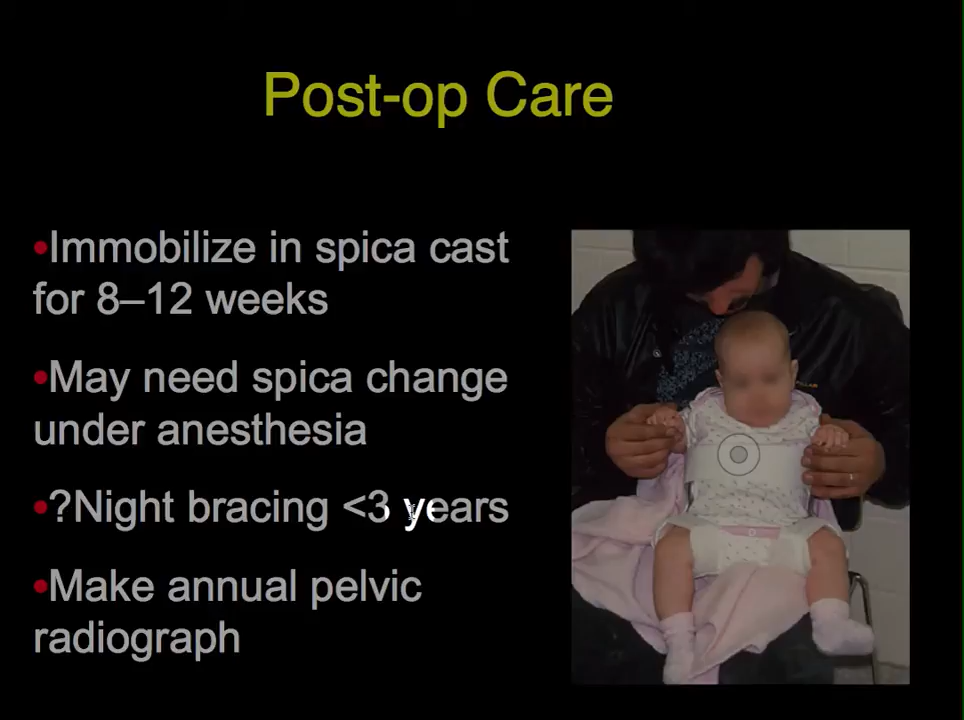 Post-op Care
•Immobilize in spica cast
for 8–12 weeks
•May need spica change
under anesthesia
•?Night bracing <3 years
•Make annual pelvic
radiograph